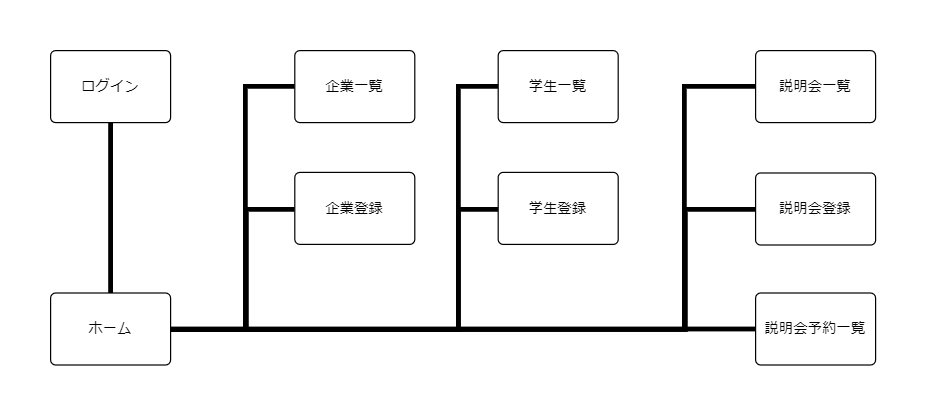 ログイン
企業一覧
学生一覧
説明会一覧
企業登録
学生登録
説明会登録
ホーム
説明会予約一覧